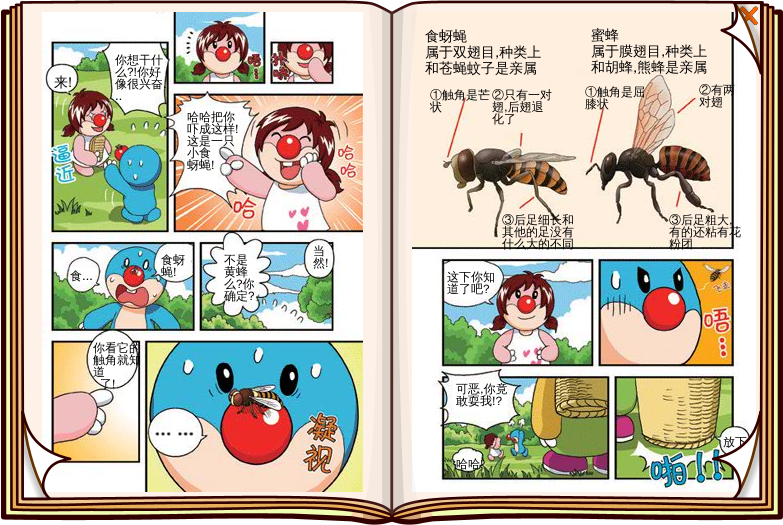 你想干什
么?!你好
像很兴奋
..
来!
逼
近
哈哈把你
吓成这样!
这是一只
小食
蚜蝇!
哈
哈
哈
食...
食蚜
蝇!
不是
黄蜂
么?你
确定?
当
然!
你看它的
触角就知
道
了!
... ...
凝
视
食蚜蝇
属于双翅目,种类上
和苍蝇蚊子是亲属
①触角是芒
状
②只有一对
翅,后翅退
化了
③后足细长和
其他的足没有
什么大的不同
蜜蜂
属于膜翅目,种类上
和胡蜂,熊蜂是亲属
①触角是屈
膝状
②有两
对翅
③后足粗大,
有的还粘有花
粉团
这下你知
道了吧?
飞走
唔
...
可恶,你竟
敢耍我!?
哈哈
放下
啪!!